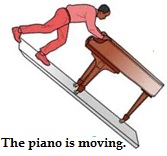 The piano is moving.